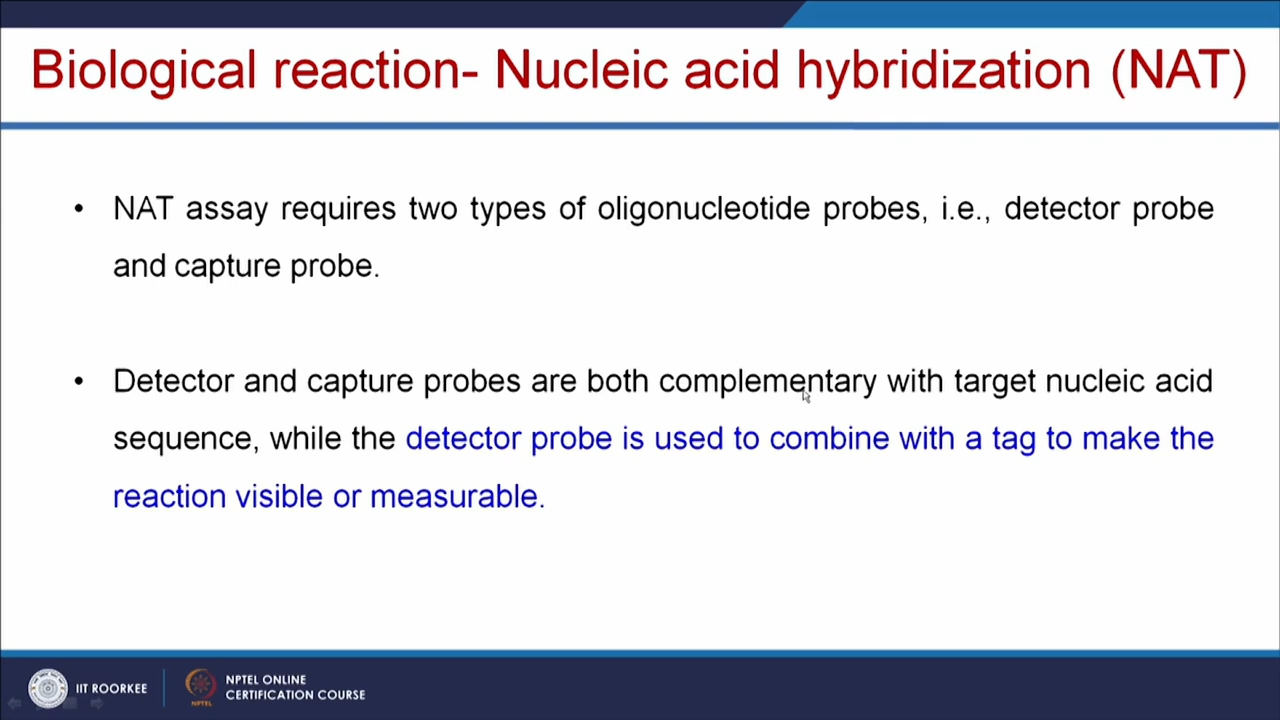 Biological reaction- Nucleic acid hybridization (NAT)
• NAT assay requires two types of oligonucleotide probes, i.e., detector probe
and capture probe.
• Detector and capture probes are both complementary with target nucleic acid
sequence, while the detector probe is used to combine with a tag to make the
reaction visible or measurable.
IIT ROORKEE
NPTEL
NPTEL ONLINE
CERTIFICATION COURSE